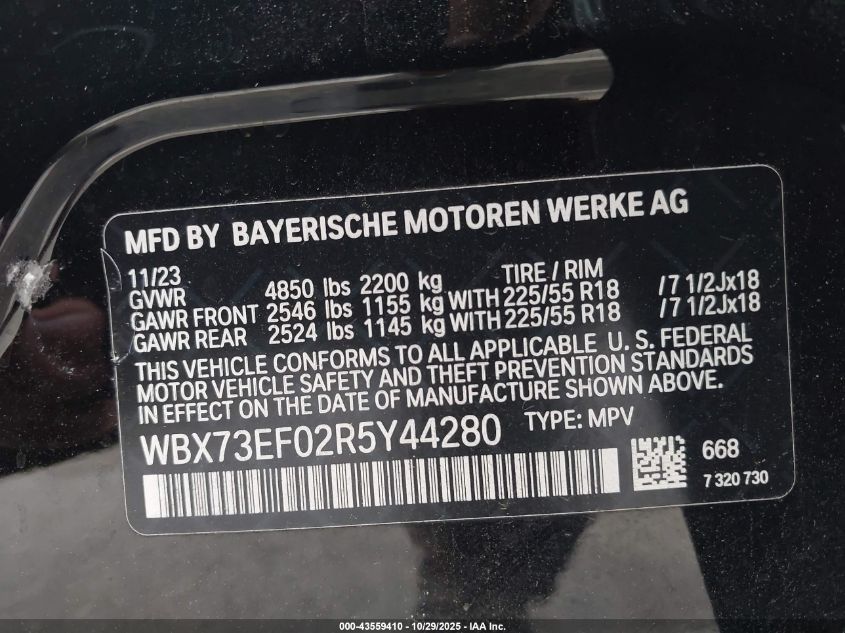 MFD BY BAYERISCHE MOTOREN WERKE AG
11/23 TIRE / RIM
GVWR 4850 lbs 2200 kg
GAWR FRONT 2546 lbs 1155 kg WITH 225/55 R18 /7 1/2Jx18
GAWR REAR 2524 lbs 1145 kg WITH 225/55 R18 /7 1/2Jx18
THIS VEHICLE CONFORMS TO ALL APPLICABLE U. S. FEDERAL
MOTOR VEHICLE SAFETY AND THEFT PREVENTION STANDARDS
IN EFFECT ON THE DATE OF MANUFACTURE SHOWN ABOVE.
WBX73EF02R5Y44280 TYPE: MPV
668
7 320 730
000-43559410 - 10/29/2025 - IAA Inc.